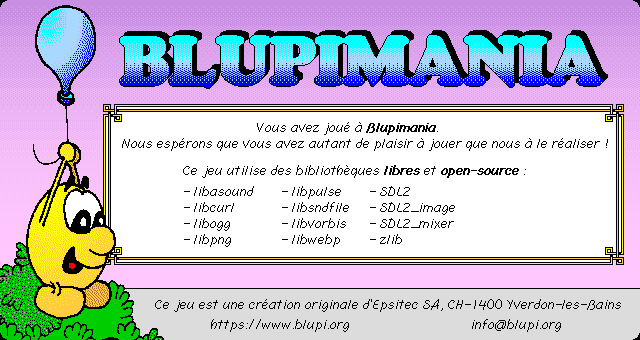 BLUPIMANIA
Vous avez joué à Blupimania.
Nous espérons que vous avez autant de plaisir à jouer que nous à le réaliser !
Ce jeu utilise des bibliothèques libres et open-source :
- libasound - libpulse - SDL2
- libcurl - libsndfile - SDL2_image
- libogg - libvorbis - SDL2_mixer
- libpng - libwebp - zlib
Ce jeu est une création originale d'Epsitec SA, CH-1400 Yverdon-les-Bains
https://www.blupi.org info@blupi.org